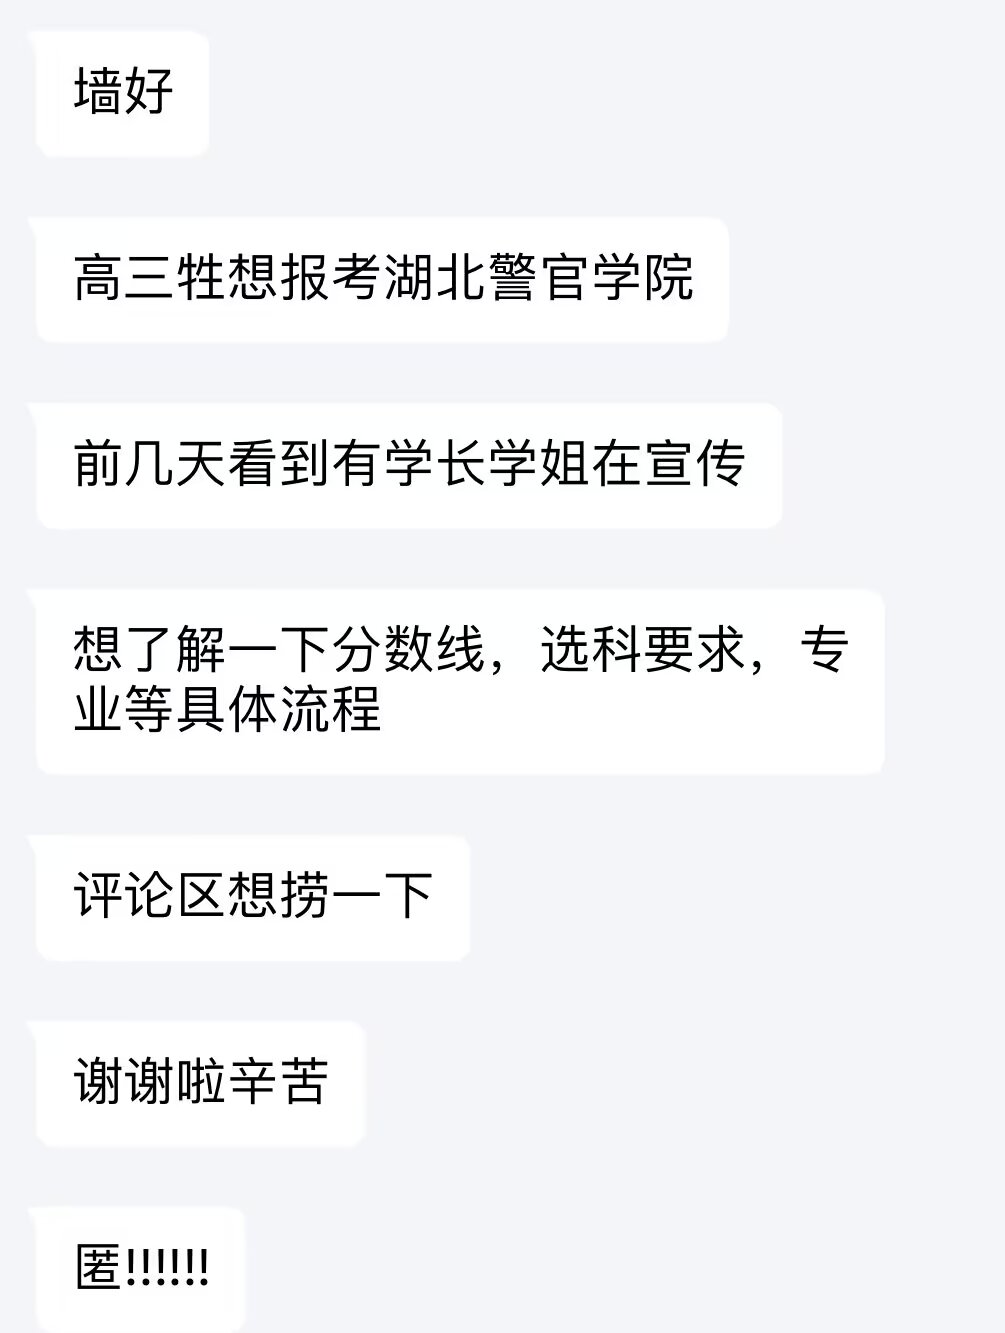 墙好
高三牲想报考湖北警官学院
前几天看到有学长学姐在宣传
想了解一下分数线，选科要求，专
业等具体流程
评论区想捞一下
谢谢啦辛苦
匿!!!!!!